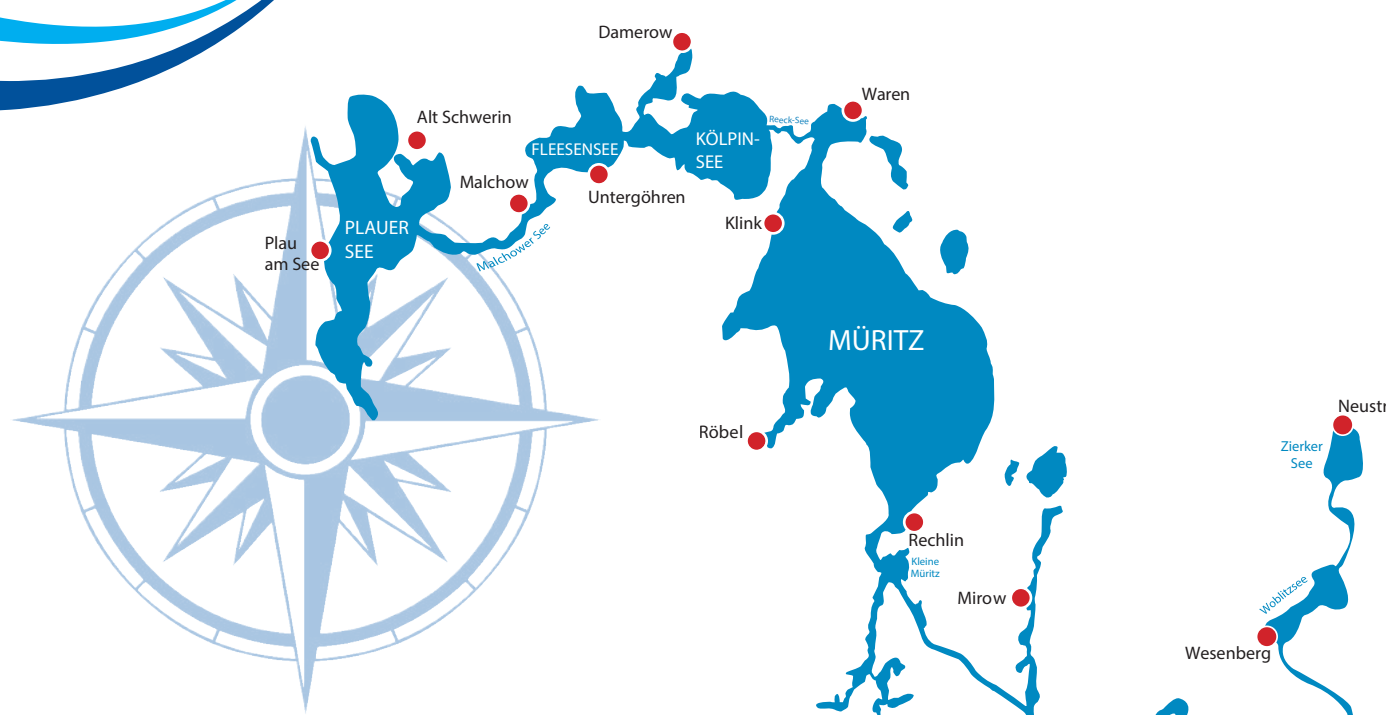 Damerow
Waren
Alt Schwerin
Reeck-See
KÖLPIN-
SEE
FLEESENSEE
Malchow
Untergöhren
Klink
PLAUER
SEE
Plau
am See
Malchower See
MÜRITZ
Röbel
Neustr
Zierker
See
Rechlin
Kleine
Müritz
Mirow
Woblitzsee
Wesenberg